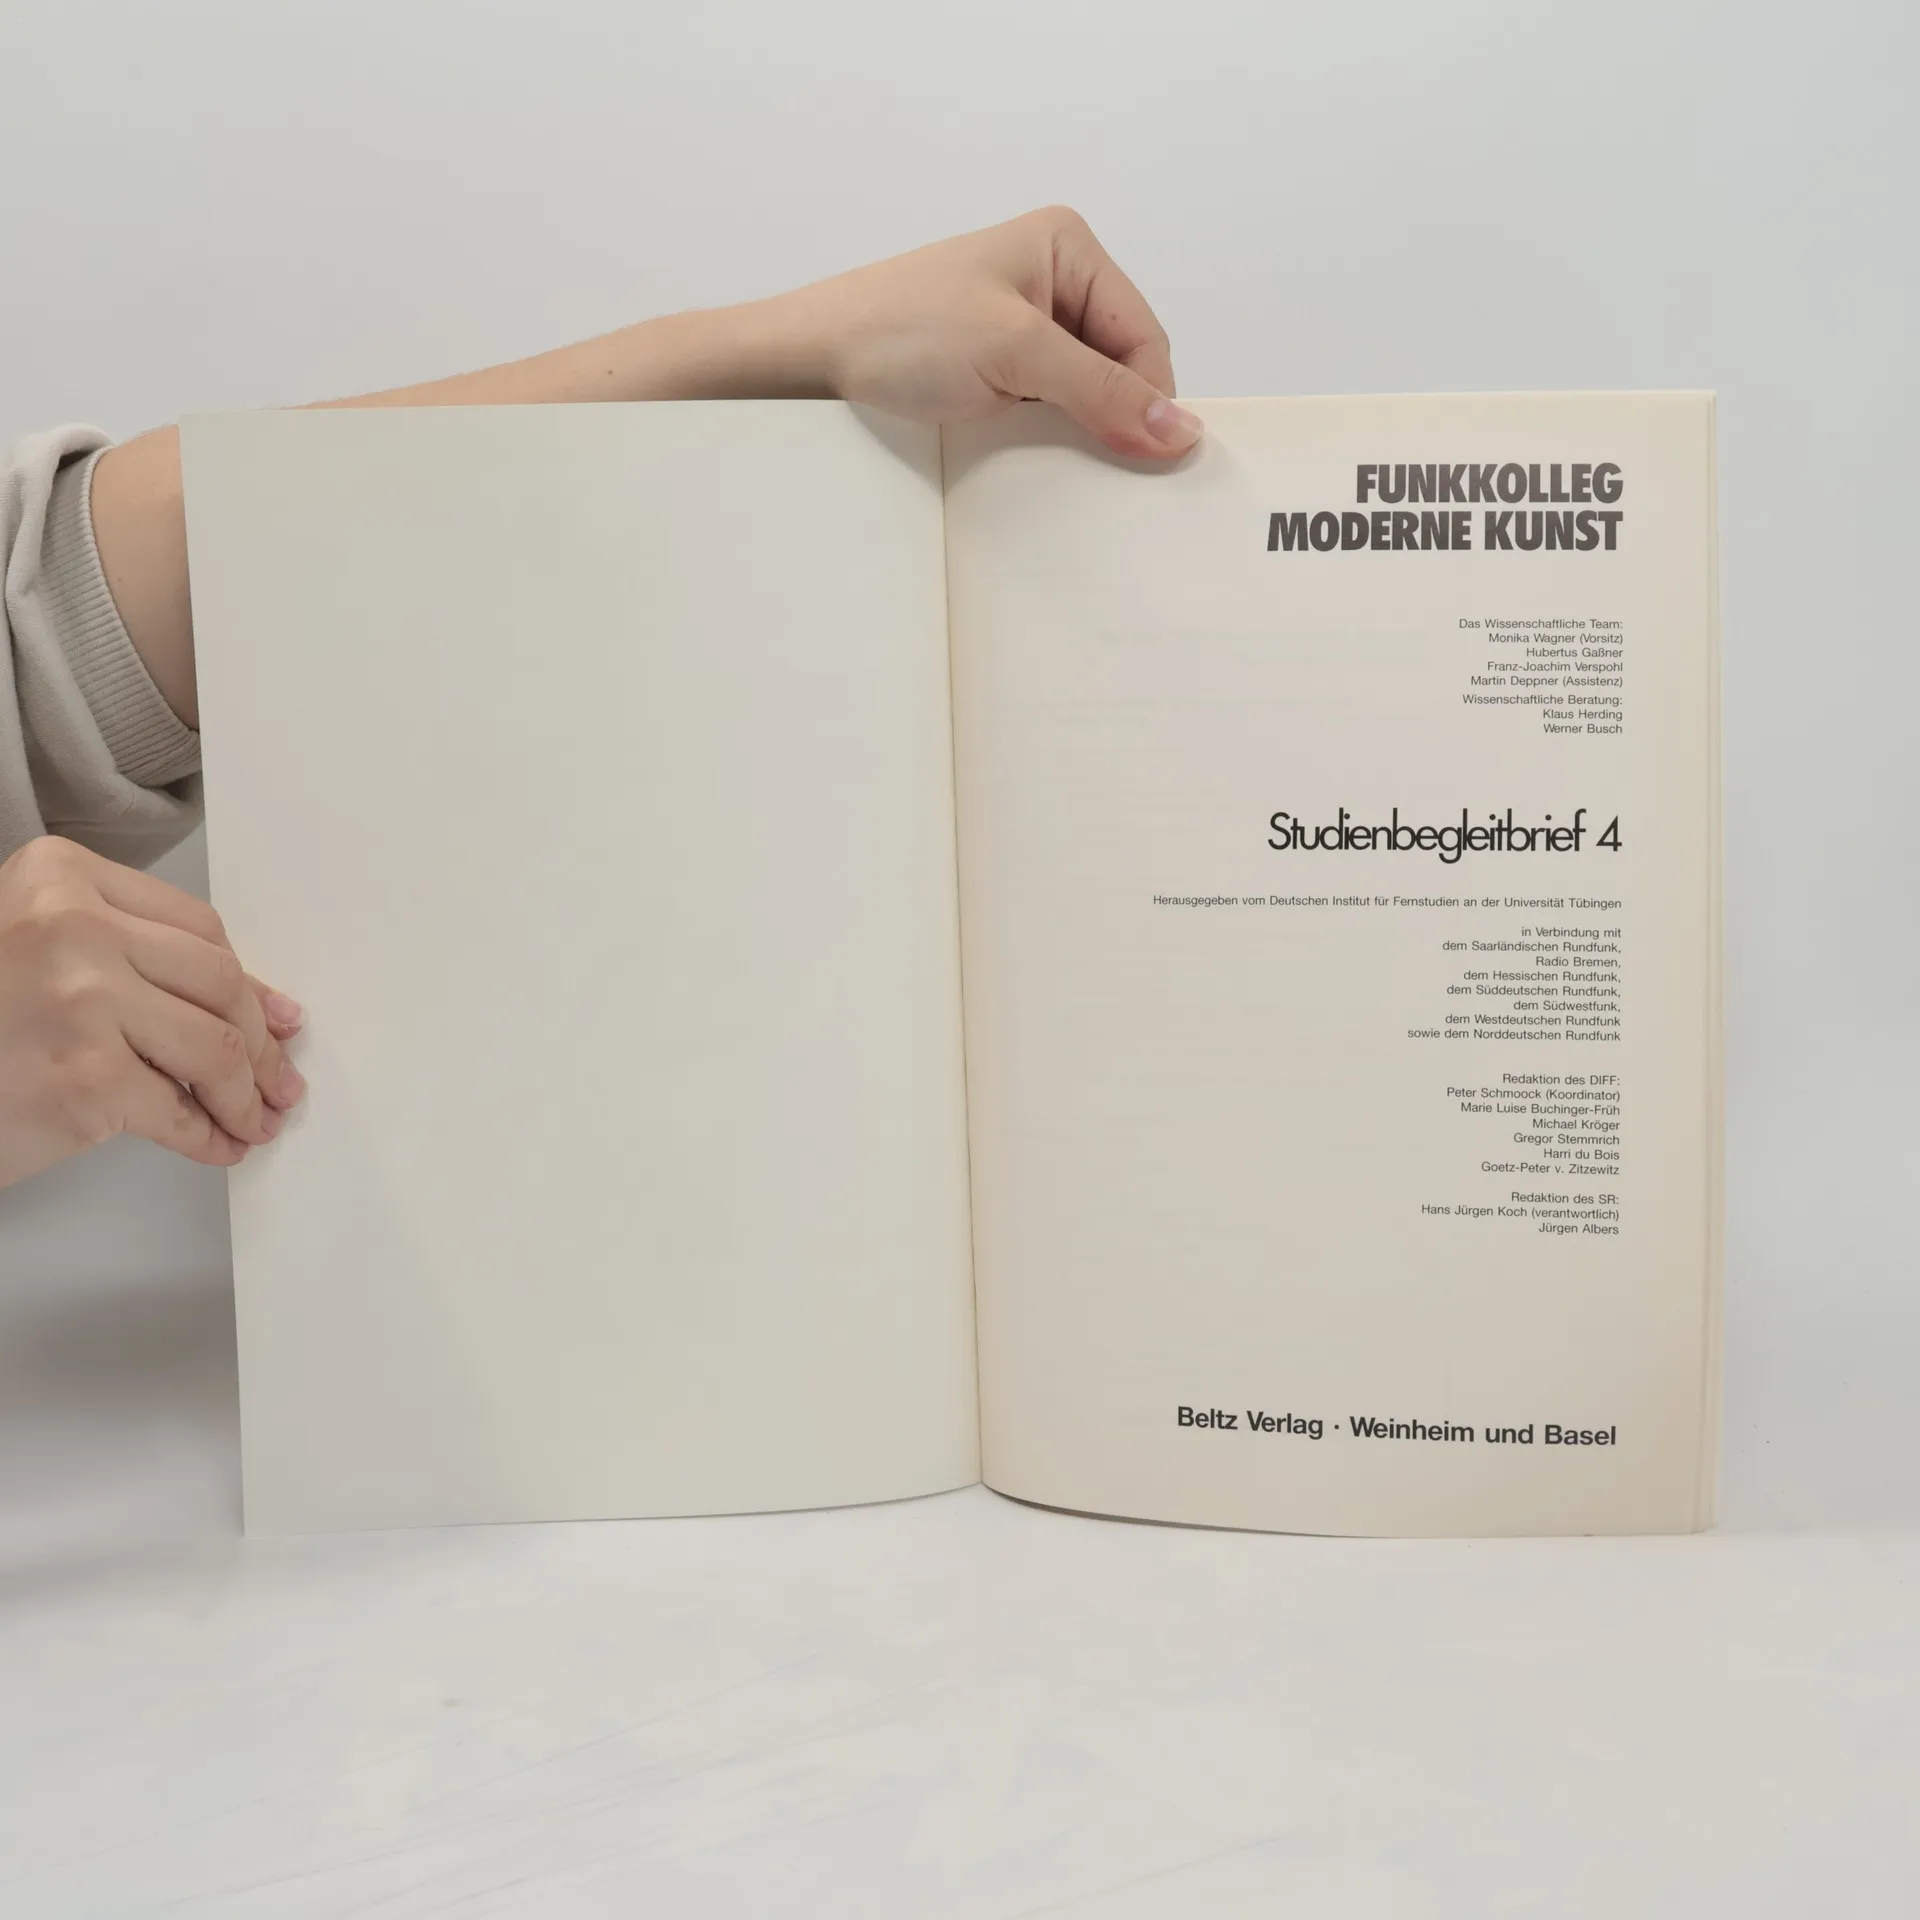 FUNKKOLLEG
MODERNE KUNST
Das Wissenschaftliche Team:
Monika Wagner (Vorsitz)
Hubertus Gaßner
Franz-Joachim Verspohl
Martin Deppner (Assistenz)
Wissenschaftliche Beratung:
Klaus Herding
Werner Busch
Studienbegleitbrief 4
Herausgegeben vom Deutschen Institut für Fernstudien an der Universität Tübingen
in Verbindung mit
dem Saarländischen Rundfunk,
Radio Bremen,
dem Hessischen Rundfunk,
dem Süddeutschen Rundfunk,
dem Südwestfunk,
dem Westdeutschen Rundfunk
sowie dem Norddeutschen Rundfunk
Redaktion des DIFF:
Peter Schmoock (Koordinator)
Marie Luise Buchinger-Früh
Michael Kröger
Gregor Stemmrich
Harri du Bois
Goetz-Peter v. Zitzewitz
Redaktion des SR:
Hans Jürgen Koch (verantwortlich)
Jürgen Albers
Beltz Verlag · Weinheim und Basel